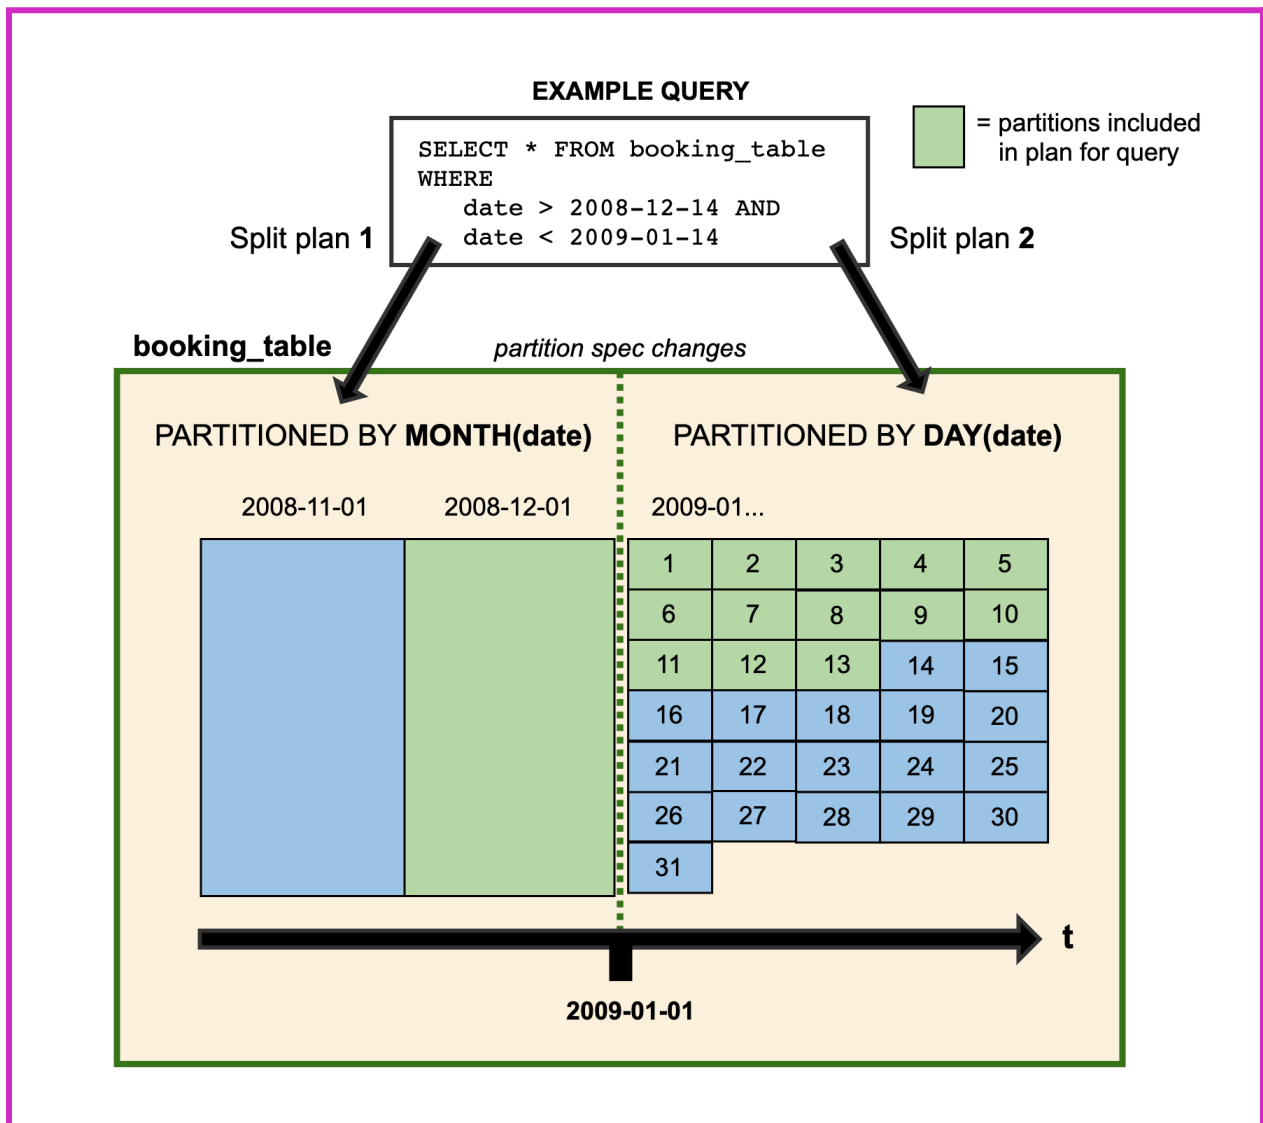 EXAMPLE QUERY
= partitions included
in plan for query
SELECT * FROM booking_table
WHERE
date > 2008-12-14 AND
date < 2009-01-14
Split plan 1
Split plan 2
booking_table
partition spec changes
PARTITIONED BY MONTH(date)
PARTITIONED BY DAY(date)
2008-11-01
2008-12-01
2009-01...
1 2 3 4 5
6 7 8 9 10
11 12 13 14 15
16 17 18 19 20
21 22 23 24 25
26 27 28 29 30
31
t
2009-01-01